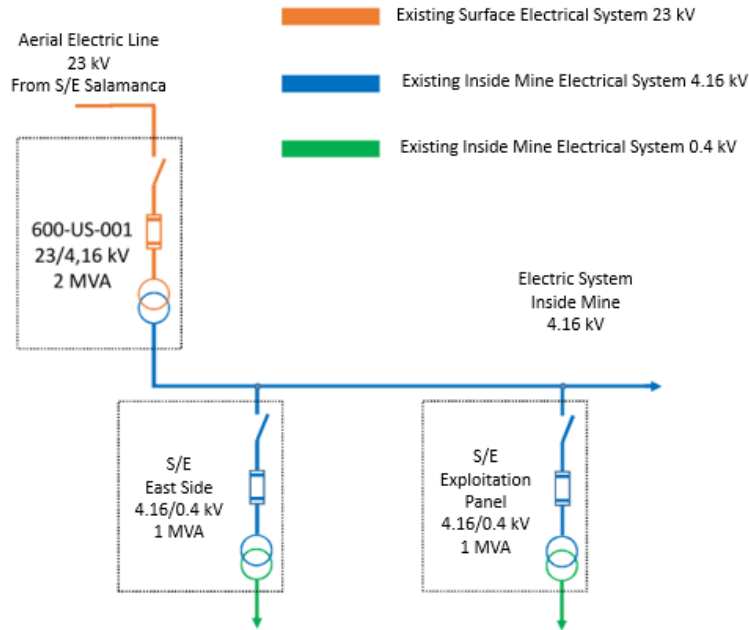 Existing Surface Electrical System 23 kV
Aerial Electric Line
23 kV
From S/E Salamanca
Existing Inside Mine Electrical System 4.16 kV
Existing Inside Mine Electrical System 0.4 kV
600-US-001
23/4,16 kV
2 MVA
Electric System
Inside Mine
4.16 kV
S/E
East Side
4.16/0.4 kV
1 MVA
S/E
Exploitation
Panel
4.16/0.4 kV
1 MVA